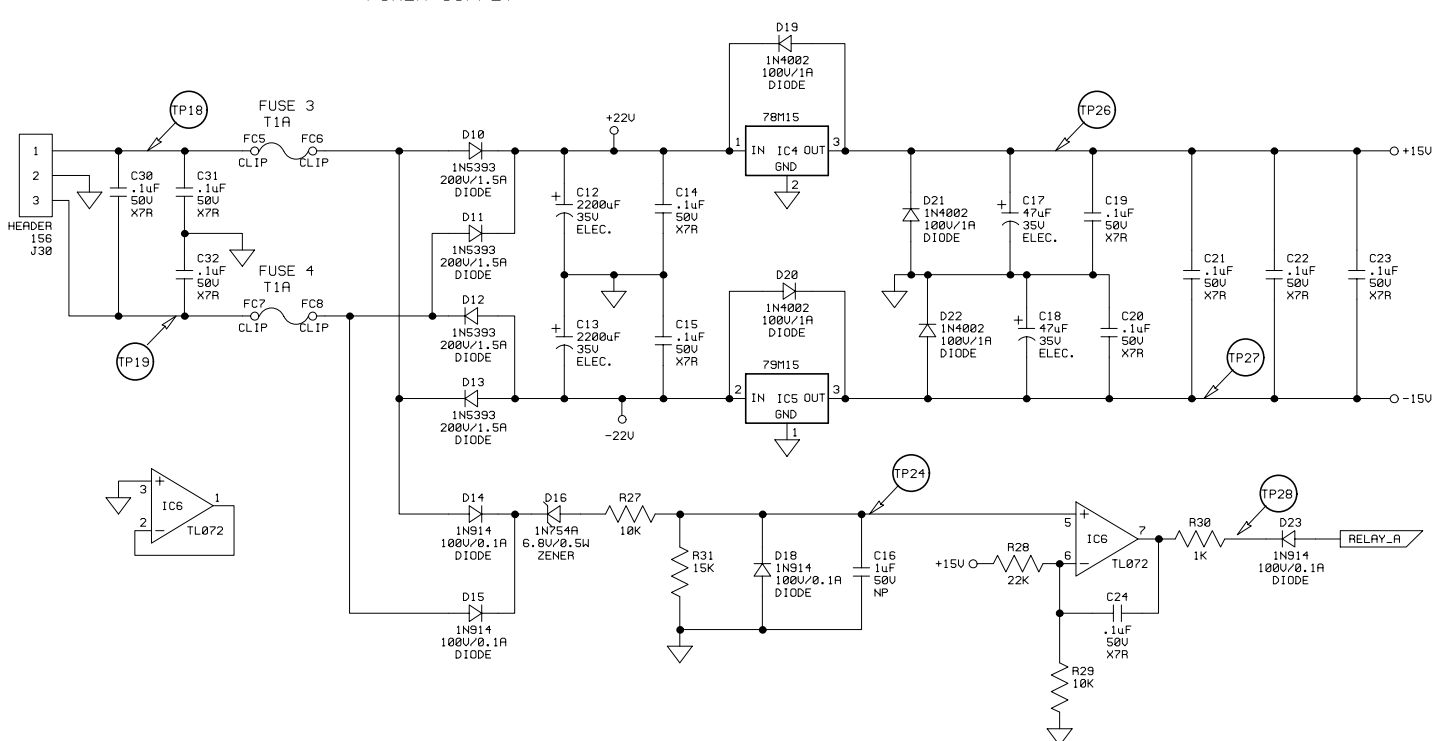 D19
1N4002
100V/1A
DIODE
TP18
FUSE 3
T1A
FC5
FC6
CLIP
CLIP
1
2
3
HEADER
156
J30
C30
.1uF
50V
X7R
C31
.1uF
50V
X7R
C32
.1uF
50V
X7R
FUSE 4
T1A
FC7
FC8
CLIP
CLIP
TP19
D10
1N5393
200V/1.5A
DIODE
D11
1N5393
200V/1.5A
DIODE
D12
1N5393
200V/1.5A
DIODE
D13
1N5393
200V/1.5A
DIODE
+22V
C12
+
2200uF
35V
ELEC.
C14
.1uF
50V
X7R
C13
+
2200uF
35V
ELEC.
C15
.1uF
50V
X7R
-22V
78M15
1
IN IC4 OUT
3
GND
2
D20
1N4002
100V/1A
DIODE
79M15
2
IN IC5 OUT
3
GND
1
TP26
D21
1N4002
100V/1A
DIODE
C17
+
47uF
35V
ELEC.
C19
.1uF
50V
X7R
D22
1N4002
100V/1A
DIODE
C18
+
47uF
35V
ELEC.
C20
.1uF
50V
X7R
C21
.1uF
50V
X7R
C22
.1uF
50V
X7R
C23
.1uF
50V
X7R
TP27
+15V
-15V
3
+
IC6
1
2
-
TL072
D14
1N914
100V/0.1A
DIODE
D16
1N754A
6.8V/0.5W
ZENER
R27
10K
D15
1N914
100V/0.1A
DIODE
R31
15K
D18
1N914
100V/0.1A
DIODE
C16
1uF
50V
NP
TP24
+15V
R28
22K
5
+
IC6
7
6
-
TL072
C24
.1uF
50V
X7R
R29
10K
R30
1K
TP28
D23
1N914
100V/0.1A
DIODE
RELAY_A